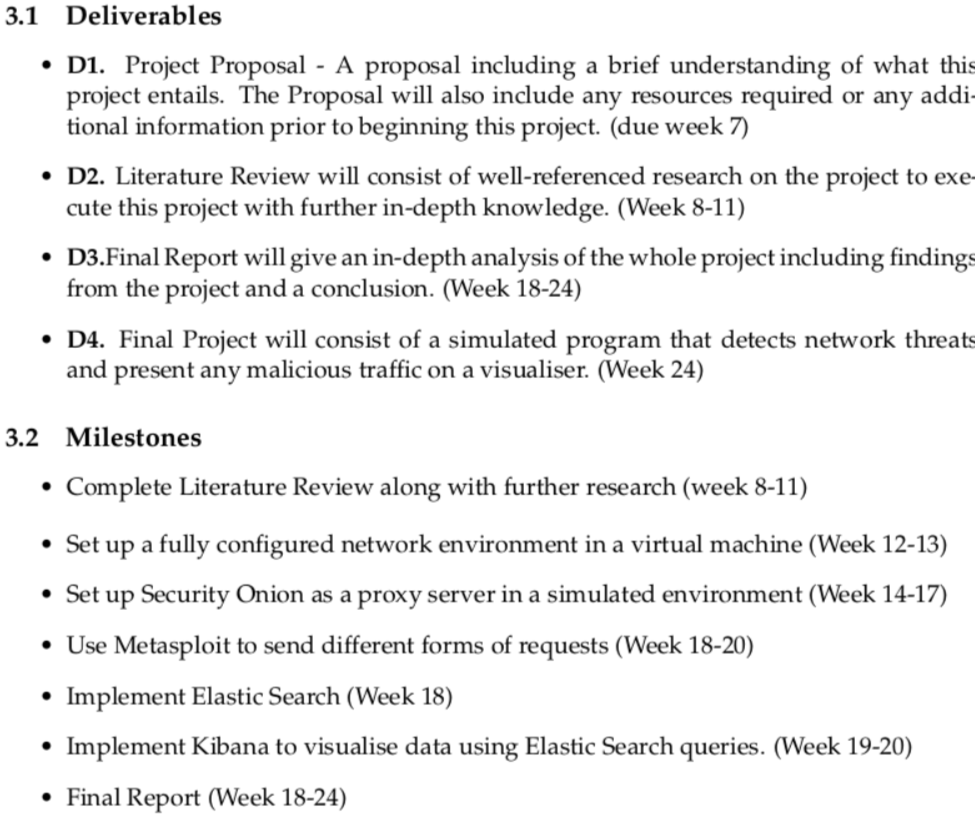 3.1 Deliverables
• D1. Project Proposal - A proposal including a brief understanding of what this
project entails. The Proposal will also include any resources required or any addi-
tional information prior to beginning this project. (due week 7)
• D2. Literature Review will consist of well-referenced research on the project to exe-
cute this project with further in-depth knowledge. (Week 8-11)
• D3.Final Report will give an in-depth analysis of the whole project including findings
from the project and a conclusion. (Week 18-24)
• D4. Final Project will consist of a simulated program that detects network threats
and present any malicious traffic on a visualiser. (Week 24)
3.2 Milestones
• Complete Literature Review along with further research (week 8-11)
• Set up a fully configured network environment in a virtual machine (Week 12-13)
• Set up Security Onion as a proxy server in a simulated environment (Week 14-17)
• Use Metasploit to send different forms of requests (Week 18-20)
• Implement Elastic Search (Week 18)
• Implement Kibana to visualise data using Elastic Search queries. (Week 19-20)
• Final Report (Week 18-24)